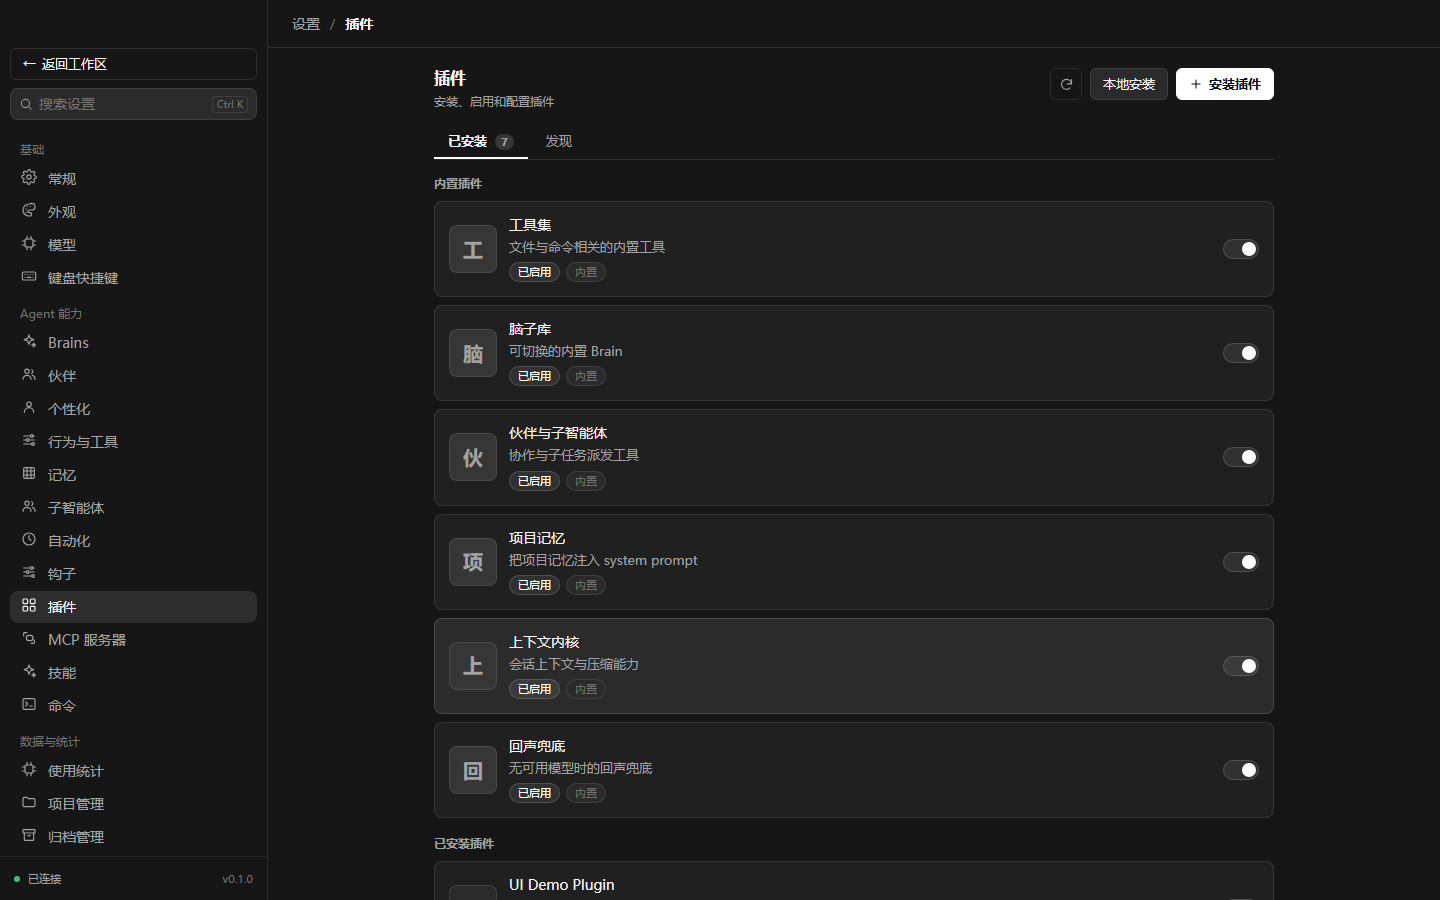 设置 / 插件
← 返回工作区
搜索设置 Ctrl K
基础
常规
外观
模型
键盘快捷键
Agent 能力
Brains
伙伴
个性化
行为与工具
记忆
子智能体
自动化
钩子
插件
MCP 服务器
技能
命令
数据与统计
使用统计
项目管理
归档管理
已连接 v0.1.0
插件
安装、启用和配置插件
本地安装
+ 安装插件
已安装 7
发现
内置插件
工
工具集
文件与命令相关的内置工具
已启用 内置
脑
脑子库
可切换的内置 Brain
已启用 内置
伙
伙伴与子智能体
协作与子任务派发工具
已启用 内置
项
项目记忆
把项目记忆注入 system prompt
已启用 内置
上
上下文内核
会话上下文与压缩能力
已启用 内置
回
回声兜底
无可用模型时的回声兜底
已启用 内置
已安装插件
UI Demo Plugin